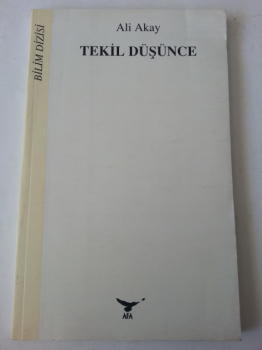 Ali Akay
TEKİL DÜŞÜNCE
BİLİM DİZİSİ
AFA